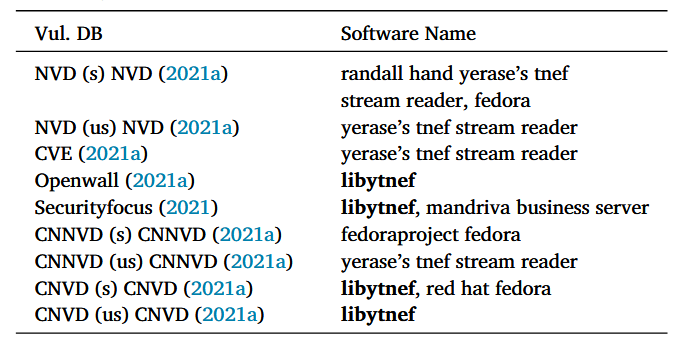 Vul. DB Software Name
NVD (s) NVD (2021a) randall hand yerase’s tnef
stream reader, fedora
NVD (us) NVD (2021a) yerase’s tnef stream reader
CVE (2021a) yerase’s tnef stream reader
Openwall (2021a) libytnef
Securityfocus (2021) libytnef, mandriva business server
CNNVD (s) CNNVD (2021a) fedoraproject fedora
CNNVD (us) CNNVD (2021a) yerase’s tnef stream reader
CNVD (s) CNVD (2021a) libytnef, red hat fedora
CNVD (us) CNVD (2021a) libytnef